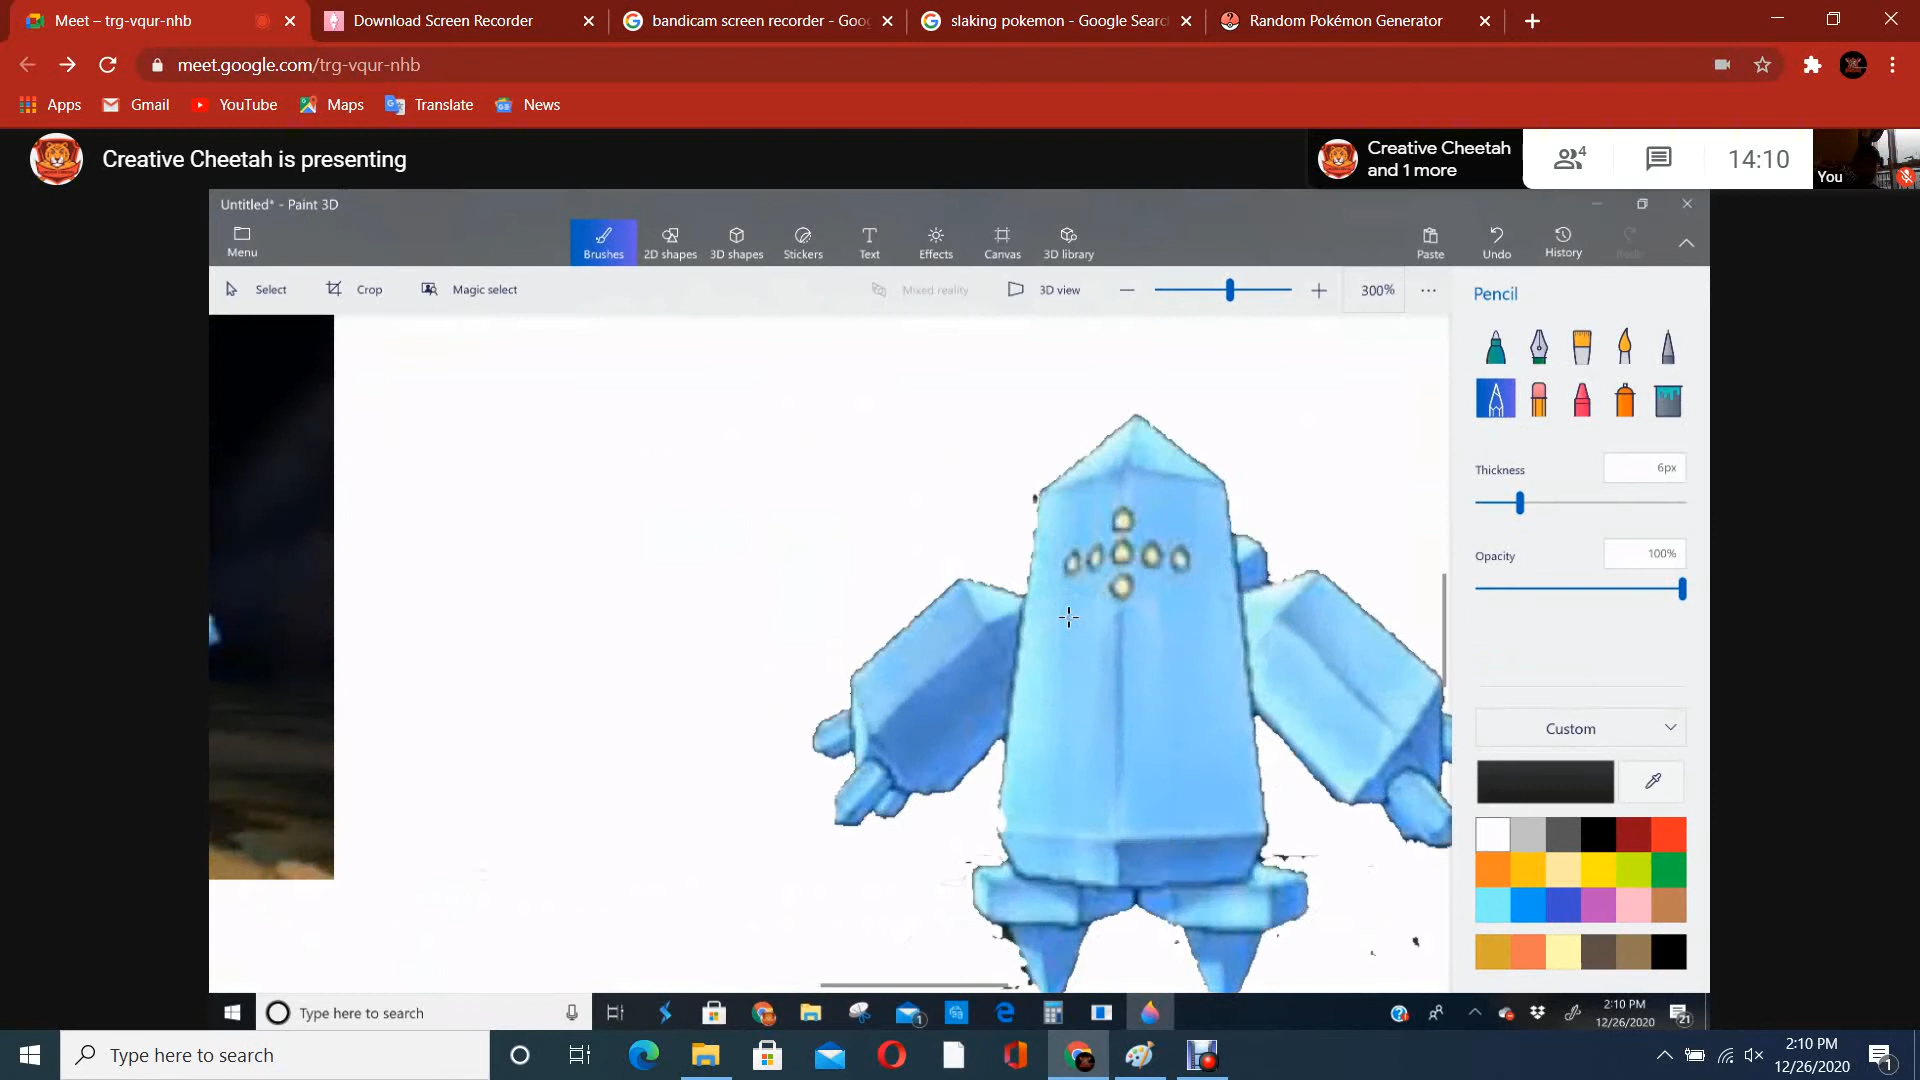 Meet – trg-vqur-nhb
Download Screen Recorder
bandicam screen recorder - Goo
slaking pokemon - Google Searc
Random Pokémon Generator
meet.google.com/trg-vqur-nhb
Apps
Gmail
YouTube
Maps
Translate
News
Creative Cheetah is presenting
Creative Cheetah
and 1 more
4
14:10
You
Untitled* - Paint 3D
Menu
Brushes
2D shapes
3D shapes
Stickers
Text
Effects
Canvas
3D library
Paste
Undo
History
Redo
Select
Crop
Magic select
Mixed reality
3D view
300%
Pencil
Thickness
6px
Opacity
100%
Custom
Type here to search
1
2:10 PM
12/26/2020
21
Type here to search
2:10 PM
12/26/2020
1